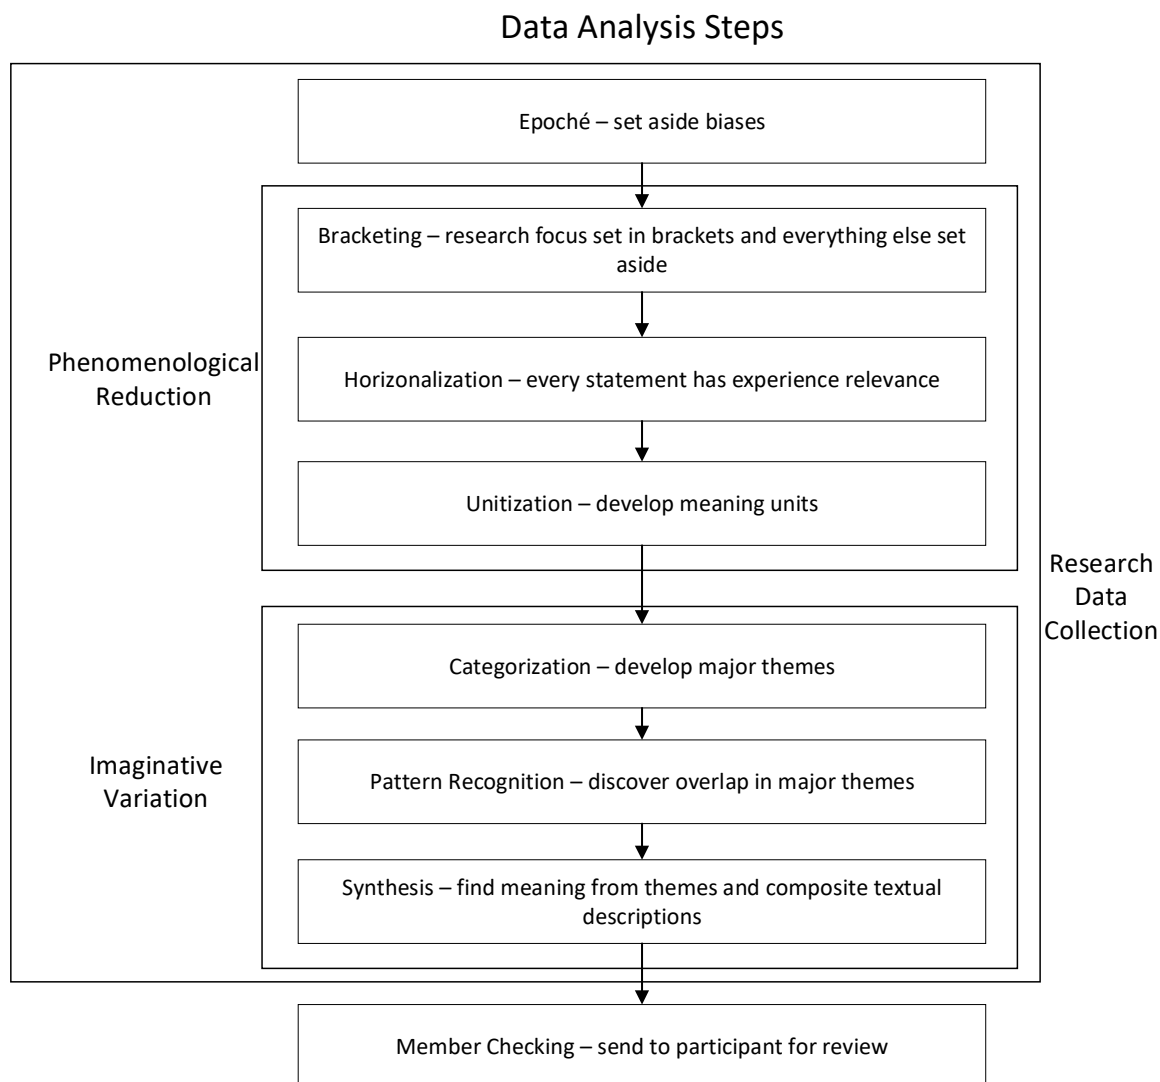 Data Analysis Steps
Epoché – set aside biases
Bracketing – research focus set in brackets and everything else set
aside
Phenomenological
Reduction
Horizonalization – every statement has experience relevance
Unitization – develop meaning units
Research
Data
Collection
Categorization – develop major themes
Imaginative
Variation
Pattern Recognition – discover overlap in major themes
Synthesis – find meaning from themes and composite textual
descriptions
Member Checking – send to participant for review